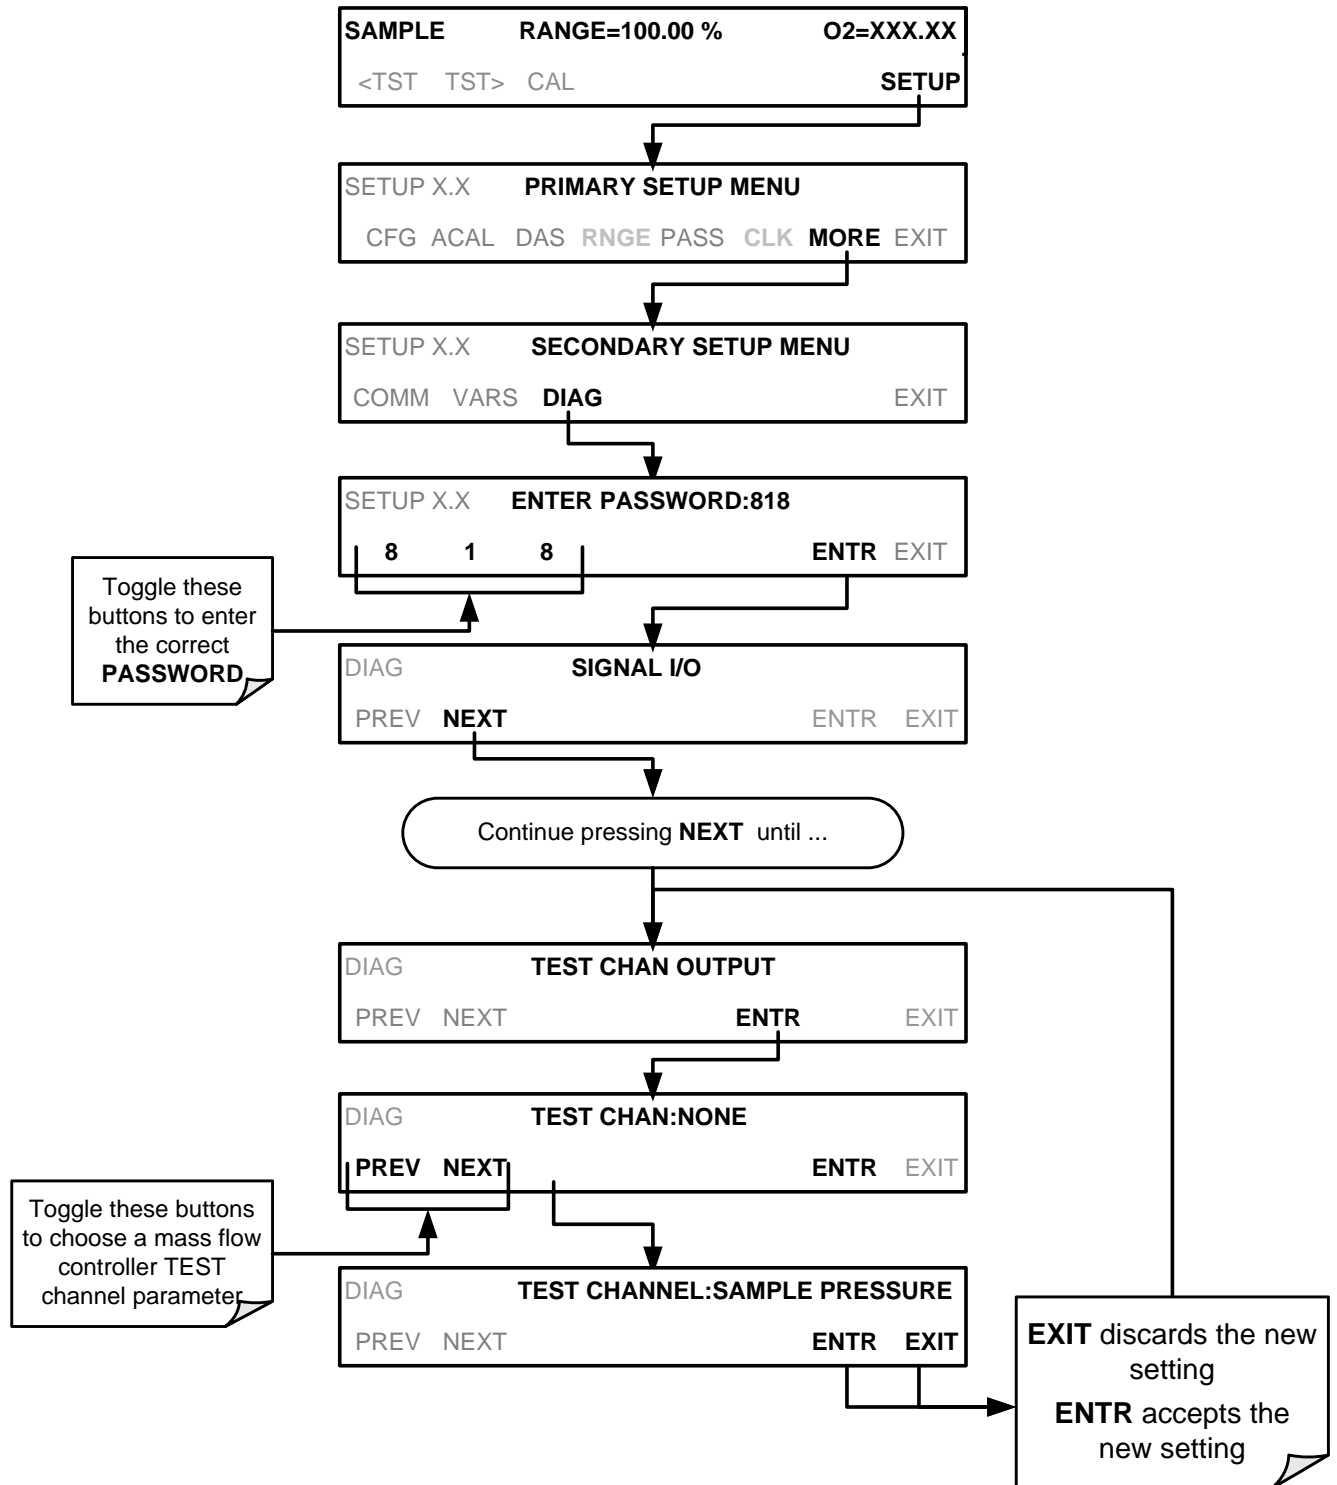 SAMPLE RANGE=100.00 % O2=XXX.XX
<TST TST> CAL SETUP
SETUP X.X PRIMARY SETUP MENU
CFG ACAL DAS RNGE PASS CLK MORE EXIT
SETUP X.X SECONDARY SETUP MENU
COMM VARS DIAG EXIT
SETUP X.X ENTER PASSWORD:818
8 1 8 ENTR EXIT
Toggle these
buttons to enter
the correct
PASSWORD
DIAG SIGNAL I/O
PREV NEXT ENTR EXIT
Continue pressing NEXT until ...
DIAG TEST CHAN OUTPUT
PREV NEXT ENTR EXIT
DIAG TEST CHAN:NONE
PREV NEXT ENTR EXIT
Toggle these buttons
to choose a mass flow
controller TEST
channel parameter
DIAG TEST CHANNEL:SAMPLE PRESSURE
PREV NEXT ENTR EXIT
EXIT discards the new
setting
ENTR accepts the
new setting